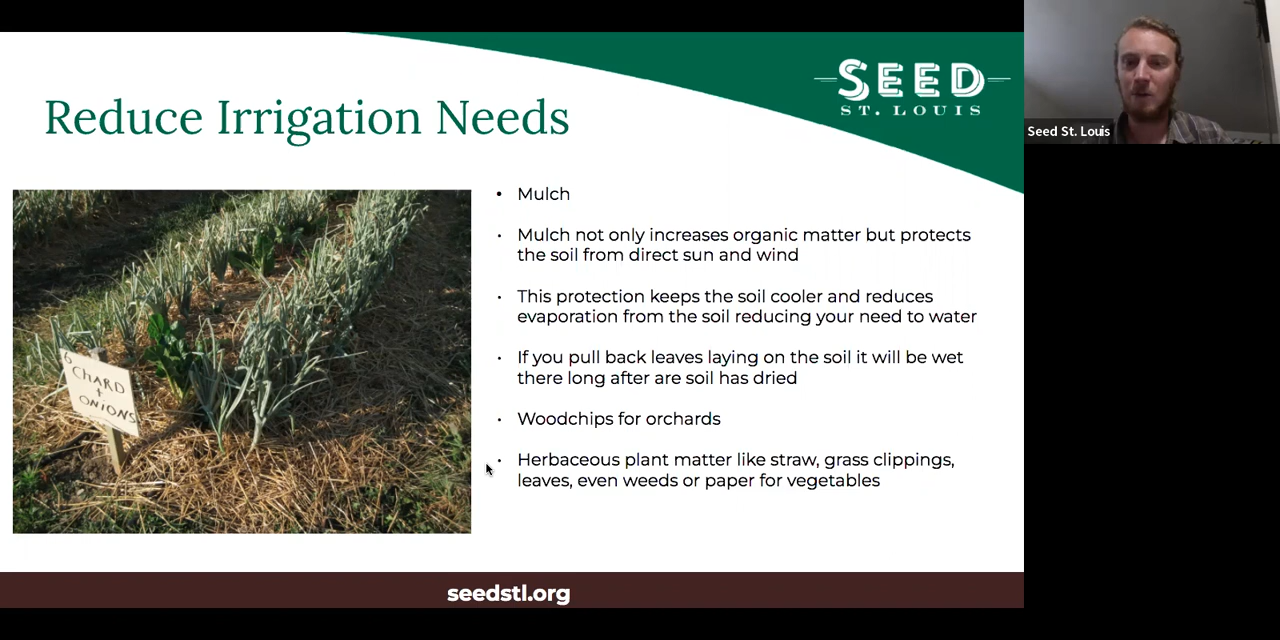 SEED
ST. LOUIS
Seed St. Louis
Reduce Irrigation Needs
• Mulch
• Mulch not only increases organic matter but protects
the soil from direct sun and wind
• This protection keeps the soil cooler and reduces
evaporation from the soil reducing your need to water
• If you pull back leaves laying on the soil it will be wet
there long after are soil has dried
• Woodchips for orchards
• Herbaceous plant matter like straw, grass clippings,
leaves, even weeds or paper for vegetables
6
CHARD
+
ONIONS
seedstl.org